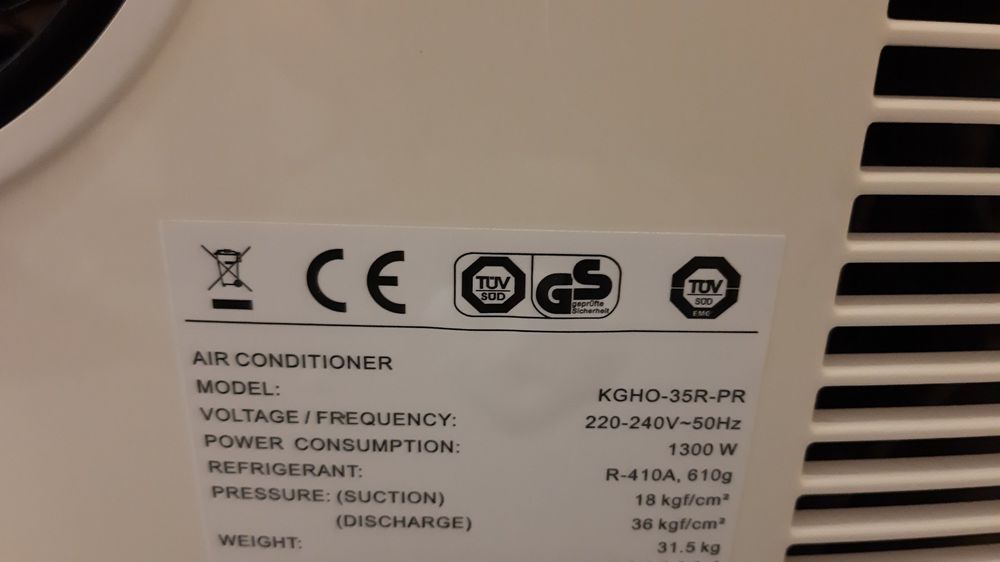 CE
TÜV
SÜD
GS
geprüfte
Sicherheit
TÜV
SÜD
EMC
AIR CONDITIONER
MODEL: KGHO-35R-PR
VOLTAGE / FREQUENCY: 220-240V~50Hz
POWER CONSUMPTION: 1300 W
REFRIGERANT: R-410A, 610g
PRESSURE: (SUCTION) 18 kgf/cm²
(DISCHARGE) 36 kgf/cm²
WEIGHT: 31.5 kg